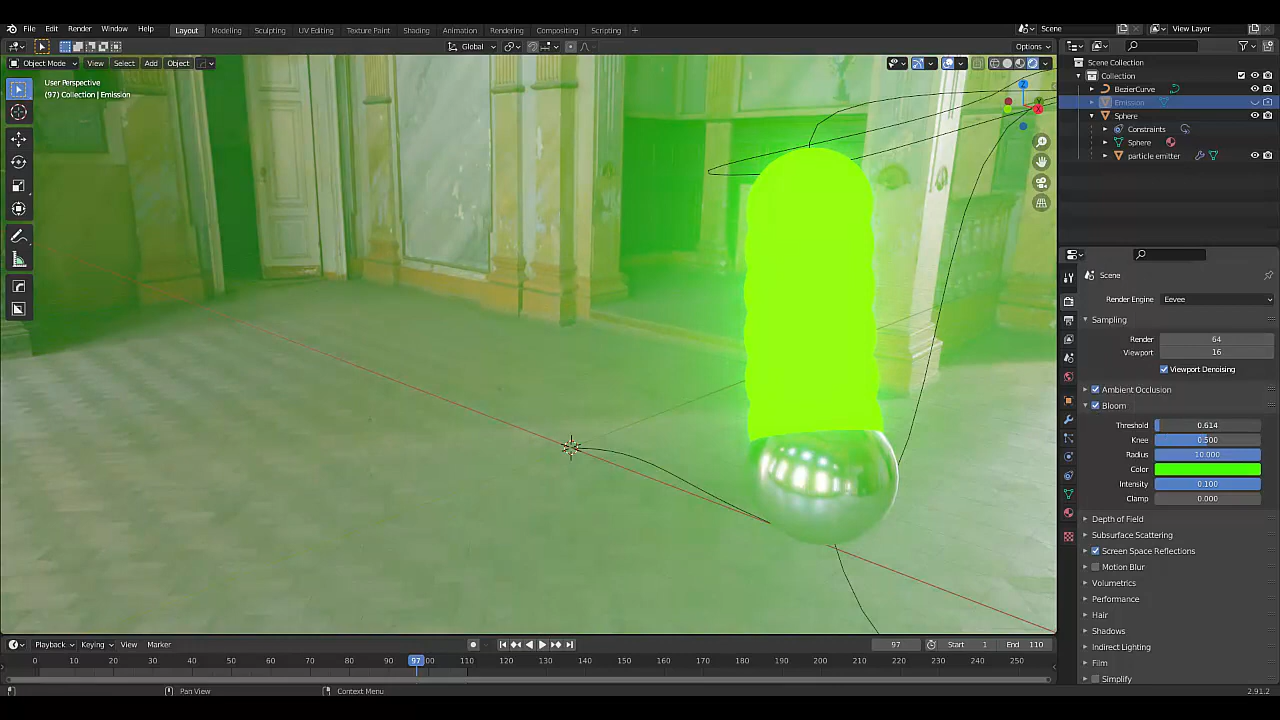 File Edit Render Window Help Layout Modeling Sculpting UV Editing Texture Paint Shading Animation Rendering Compositing Scripting Scene View Layer
Global Options
Object Mode View Select Add Object
User Perspective
(97) Collection | Emission
Scene Collection
Collection
BezierCurve
Emission
Sphere
Constraints
Sphere
particle emitter
Z
Y
X
Scene
Render Engine Eevee
Sampling
Render 64
Viewport 16
Viewport Denoising
Ambient Occlusion
Bloom
Threshold 0.614
Knee 0.500
Radius 10.000
Color
Intensity 0.100
Clamp 0.000
Depth of Field
Subsurface Scattering
Screen Space Reflections
Motion Blur
Volumetrics
Performance
Hair
Shadows
Indirect Lighting
Film
Simplify
Playback Keying View Marker 97 Start 1 End 110
0 10 20 30 40 50 60 70 80 97 100 110 120 130 140 150 160 170 180 190 200 210 220 230 240 250
Pan View Context Menu 2.91.2